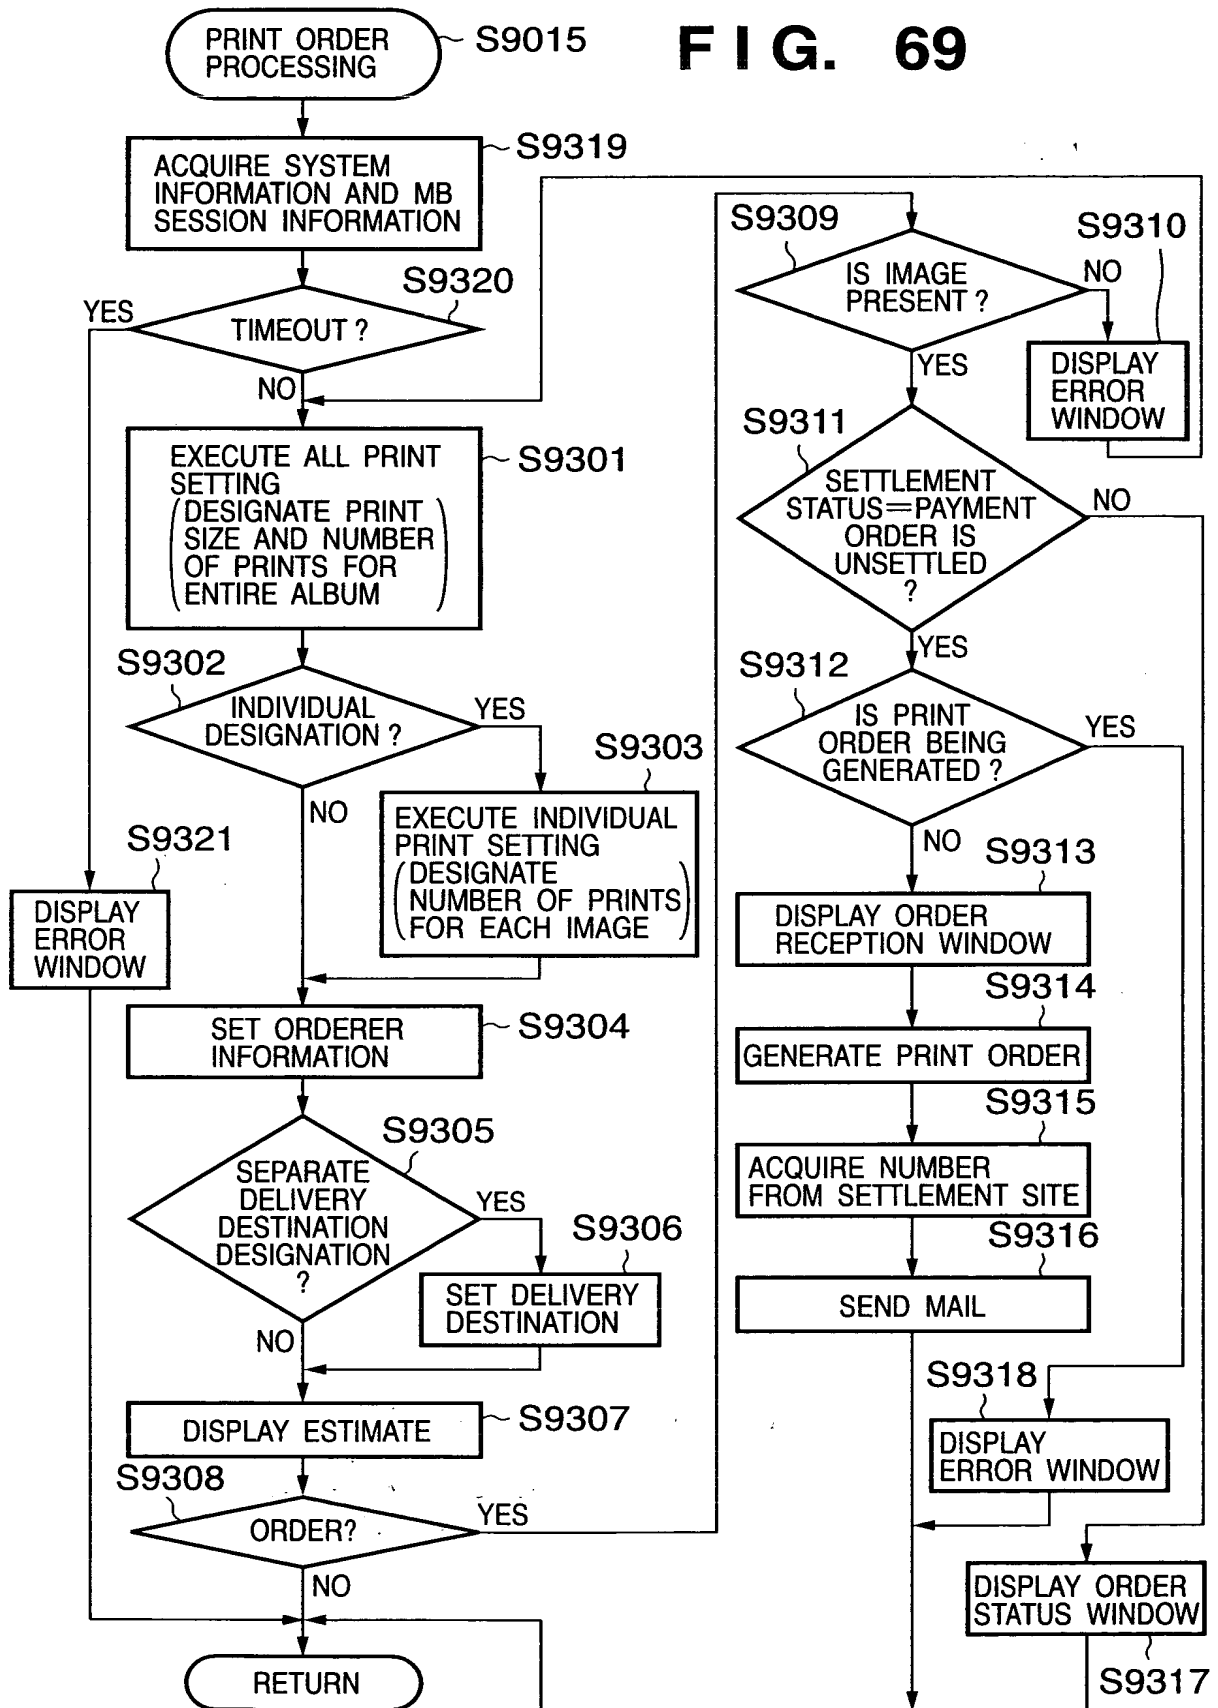 FIG. 69
PRINT ORDER
PROCESSING
S9015
ACQUIRE SYSTEM
INFORMATION AND MB
SESSION INFORMATION
S9319
TIMEOUT ?
S9320
YES
NO
EXECUTE ALL PRINT
SETTING
(DESIGNATE PRINT
SIZE AND NUMBER
OF PRINTS FOR
ENTIRE ALBUM)
S9301
S9302
INDIVIDUAL
DESIGNATION ?
YES
NO
S9303
EXECUTE INDIVIDUAL
PRINT SETTING
(DESIGNATE
NUMBER OF PRINTS
FOR EACH IMAGE)
S9321
DISPLAY
ERROR
WINDOW
SET ORDERER
INFORMATION
S9304
S9305
SEPARATE
DELIVERY
DESTINATION
DESIGNATION
?
YES
NO
S9306
SET DELIVERY
DESTINATION
DISPLAY ESTIMATE
S9307
S9308
ORDER?
YES
NO
RETURN
S9309
IS IMAGE
PRESENT ?
NO
YES
S9310
DISPLAY
ERROR
WINDOW
S9311
SETTLEMENT
STATUS=PAYMENT
ORDER IS
UNSETTLED
?
NO
YES
S9312
IS PRINT
ORDER BEING
GENERATED ?
YES
NO
S9313
DISPLAY ORDER
RECEPTION WINDOW
S9314
GENERATE PRINT ORDER
S9315
ACQUIRE NUMBER
FROM SETTLEMENT SITE
S9316
SEND MAIL
S9318
DISPLAY
ERROR WINDOW
DISPLAY ORDER
STATUS WINDOW
S9317